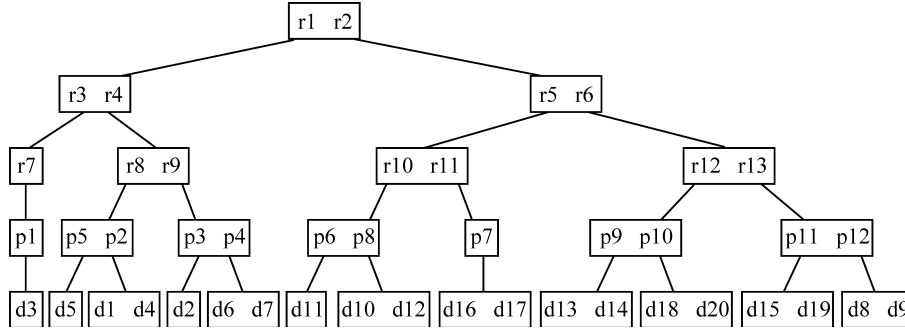 r1 r2
r3 r4 r5 r6
r7 r8 r9 r10 r11 r12 r13
p1 p5 p2 p3 p4 p6 p8 p7 p9 p10 p11 p12
d3 d5 d1 d4 d2 d6 d7 d11 d10 d12 d16 d17 d13 d14 d18 d20 d15 d19 d8 d9